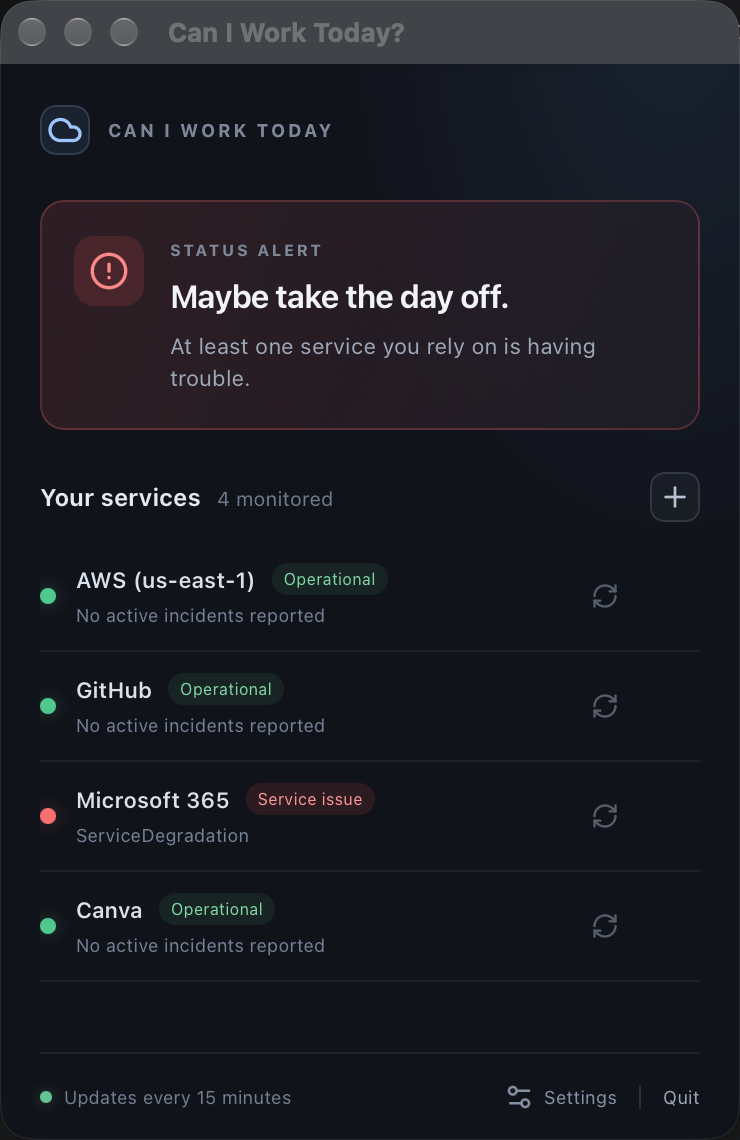 Can I Work Today?
CAN I WORK TODAY
STATUS ALERT
Maybe take the day off.
At least one service you rely on is having
trouble.
Your services 4 monitored
AWS (us-east-1) Operational
No active incidents reported
GitHub Operational
No active incidents reported
Microsoft 365 Service issue
ServiceDegradation
Canva Operational
No active incidents reported
Updates every 15 minutes Settings Quit